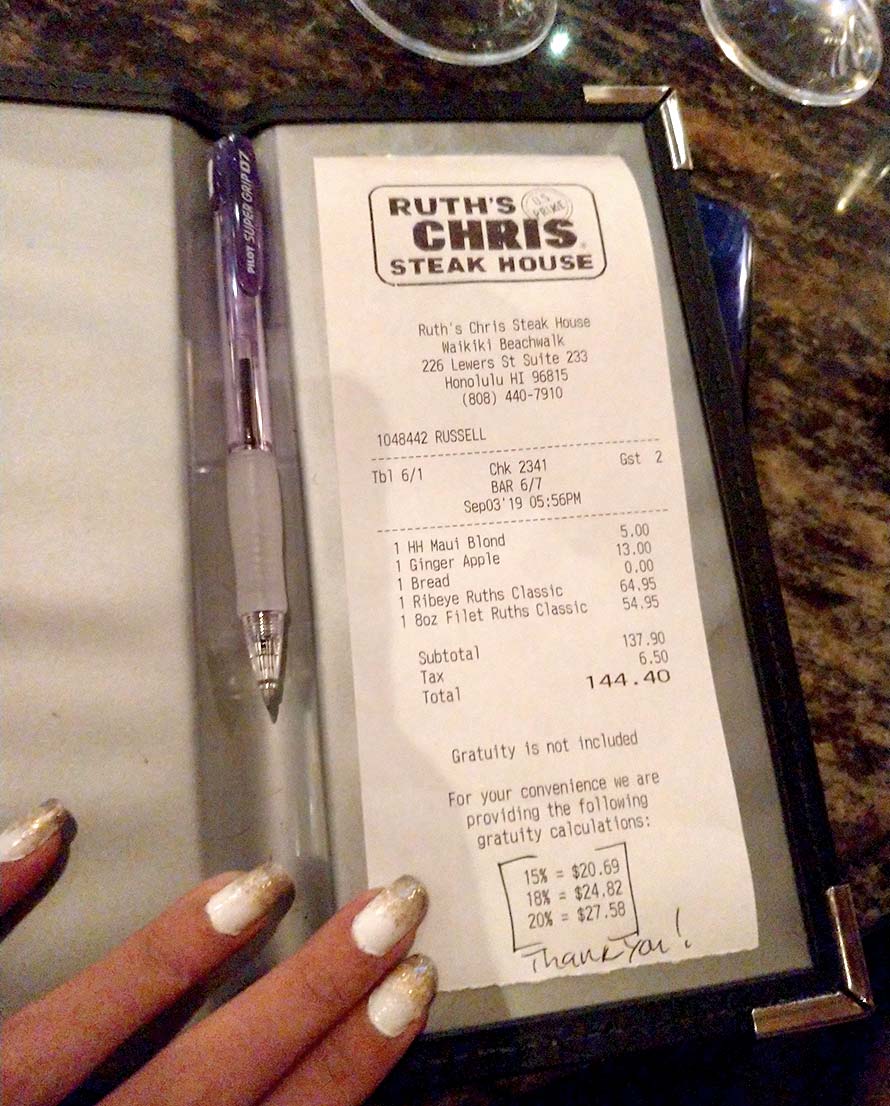 PILOT SUPER GRIP 07
RUTH'S U.S. PRIME
CHRIS
STEAK HOUSE
Ruth's Chris Steak House
Waikiki Beachwalk
226 Lewers St Suite 233
Honolulu HI 96815
(808) 440-7910
1048442 RUSSELL
Tbl 6/1 Chk 2341 Gst 2
BAR 6/7
Sep03'19 05:56PM
1 HH Maui Blond 5.00
1 Ginger Apple 13.00
1 Bread 0.00
1 Ribeye Ruths Classic 64.95
1 8oz Filet Ruths Classic 54.95
Subtotal 137.90
Tax 6.50
Total 144.40
Gratuity is not included
For your convenience we are
providing the following
gratuity calculations:
15% = $20.69
18% = $24.82
20% = $27.58
Thank You!